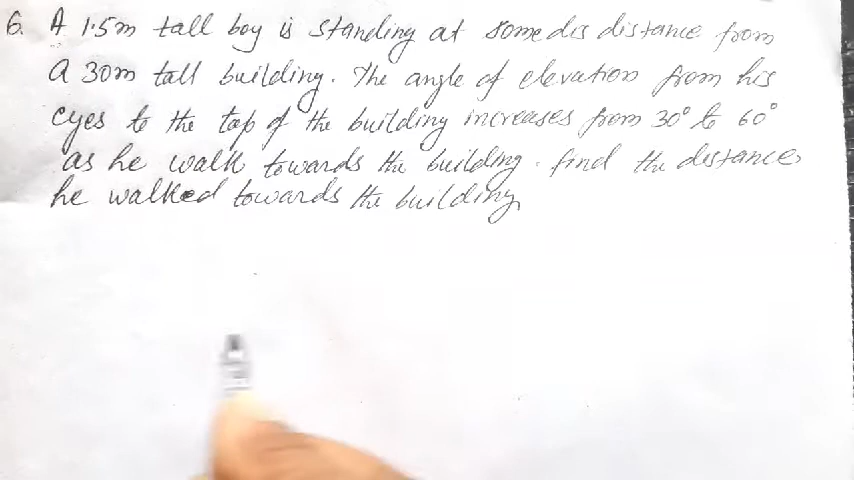 6. A 1.5m tall boy is standing at some dis distance from
a 30m tall building. The angle of elevation from his
eyes to the top of the building increases from 30° to 60°
as he walk towards the building. find the distance
he walked towards the building